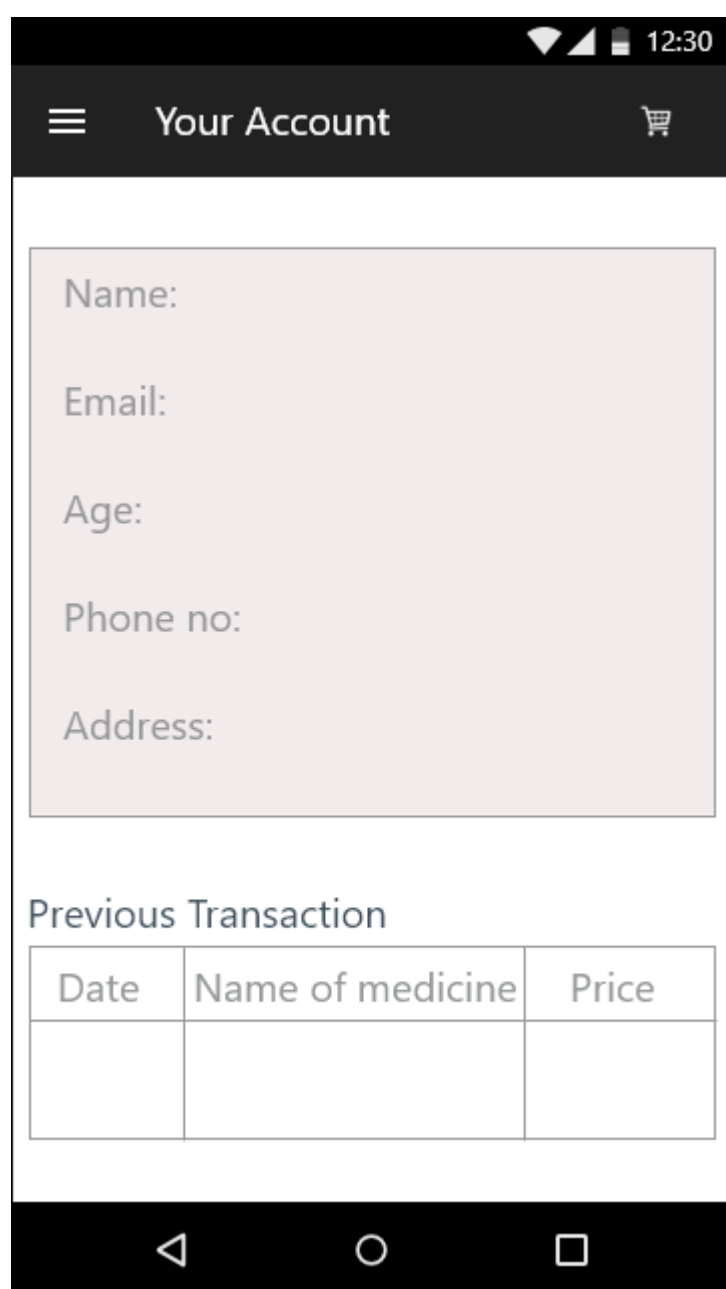 12:30
Your Account
Name:
Email:
Age:
Phone no:
Address:
Previous Transaction
Date Name of medicine Price